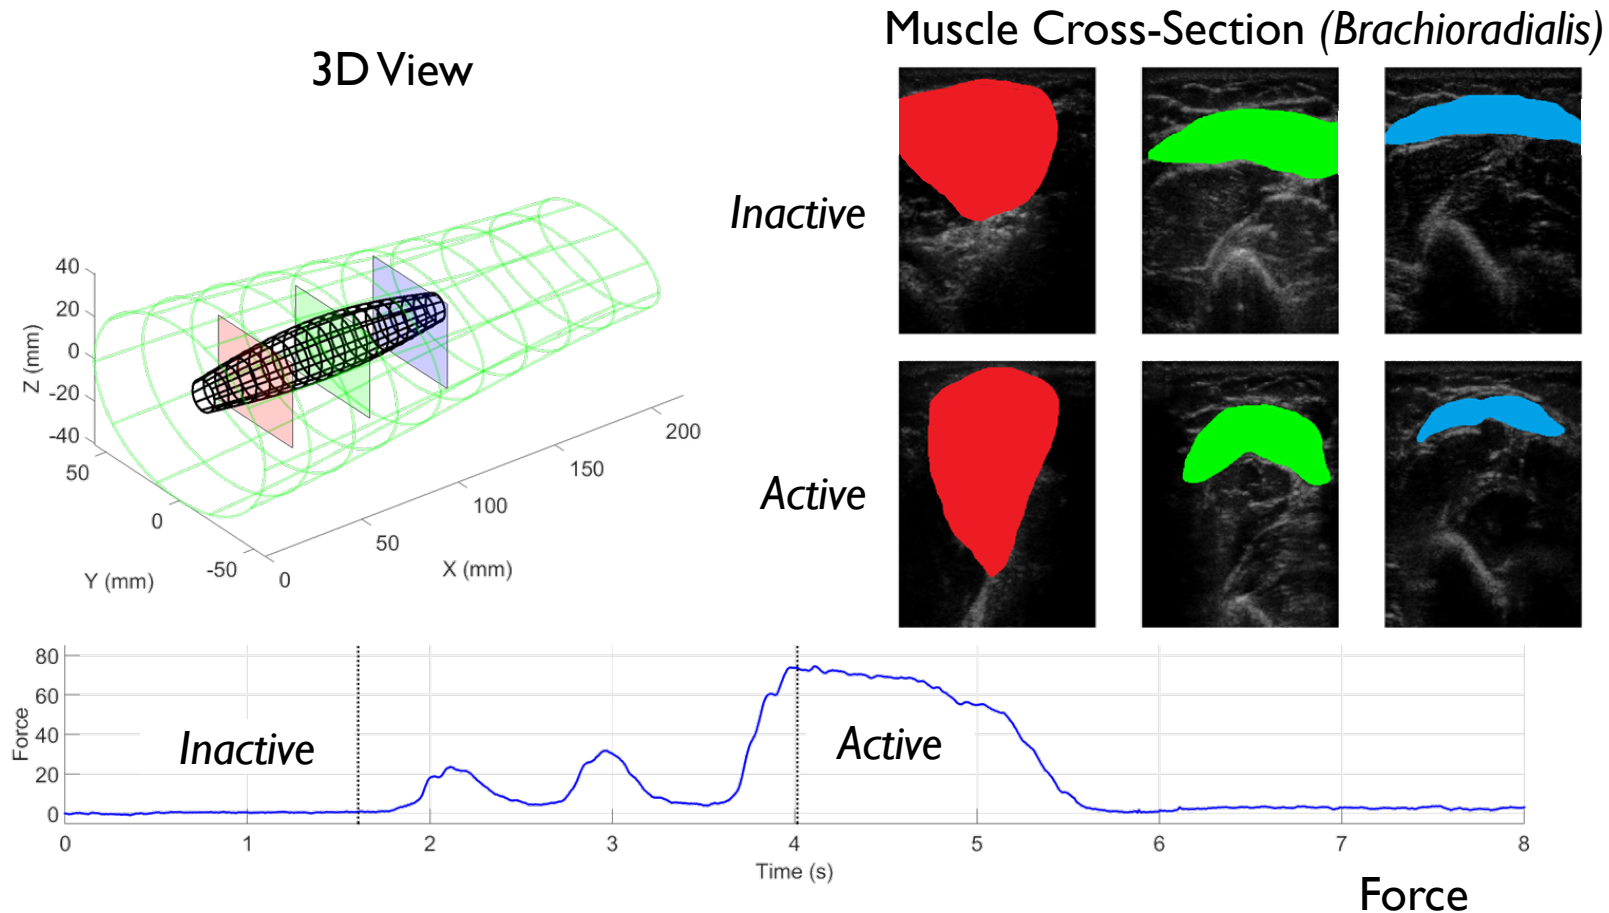 Muscle Cross-Section (Brachioradialis)
3D View
Inactive
Active
40
20
0
-20
-40
Z (mm)
50
0
-50
Y (mm)
0
50
100
150
200
X (mm)
80
60
40
20
0
Force
Inactive
Active
0 1 2 3 4 5 6 7 8
Time (s)
Force